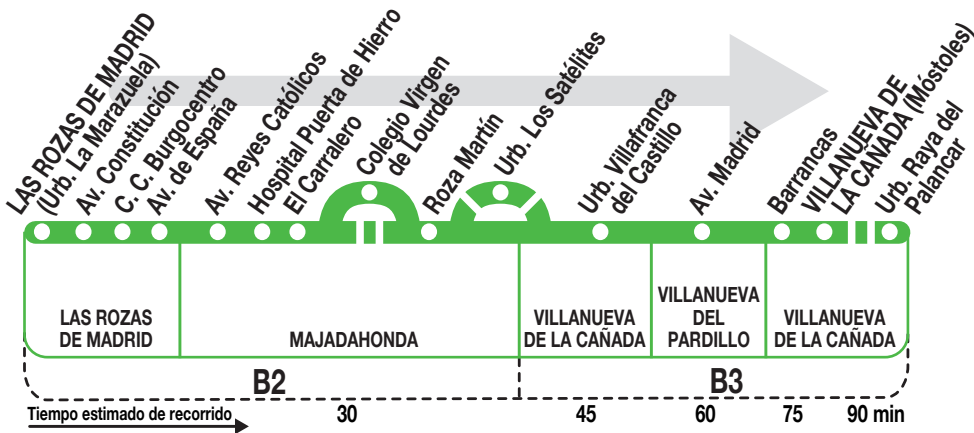 LAS ROZAS DE MADRID
(Urb. La Marazuela)
Av. Constitución
C. C. Burgocentro
Av. de España
Av. Reyes Católicos
Hospital Puerta de Hierro
El Carralero
Colegio Virgen
de Lourdes
Roza Martín
Urb. Los Satélites
Urb. Villafranca
del Castillo
Av. Madrid
Barrancas
VILLANUEVA DE
LA CAÑADA (Móstoles)
Urb. Raya del
Palancar
LAS ROZAS
DE MADRID
MAJADAHONDA
VILLANUEVA
DE LA CAÑADA
VILLANUEVA
DEL
PARDILLO
VILLANUEVA
DE LA CAÑADA
B2
B3
Tiempo estimado de recorrido 30 45 60 75 90 min